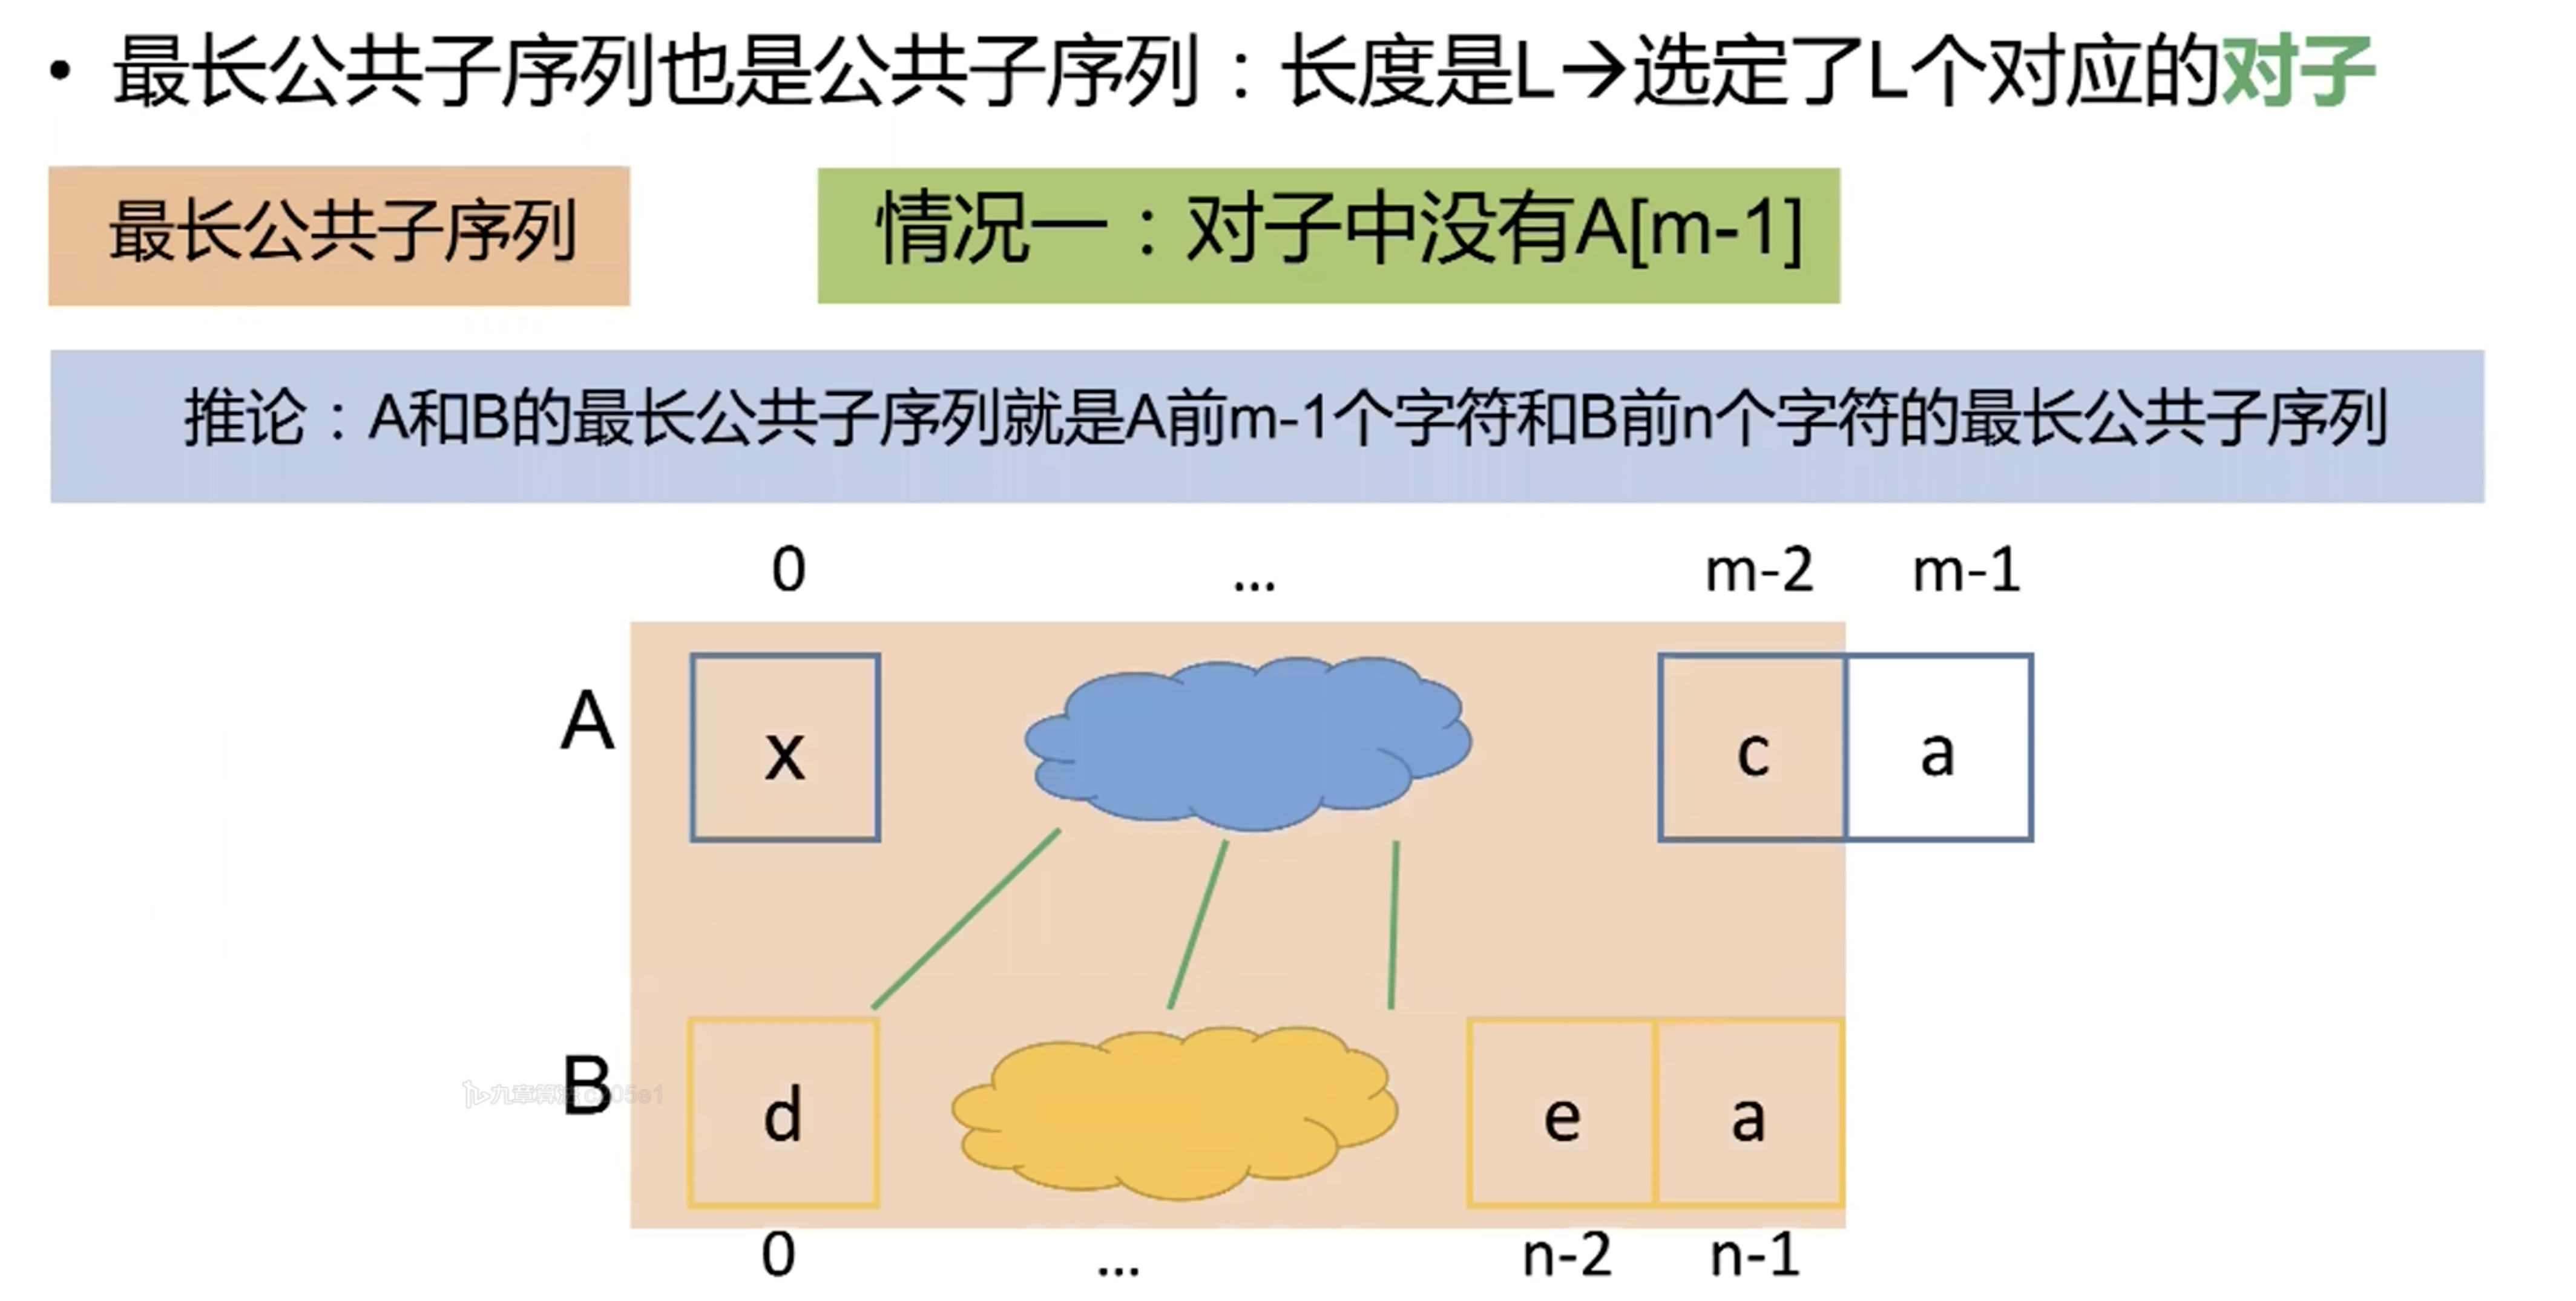 • 最长公共子序列也是公共子序列：长度是L→选定了L个对应的对子
最长公共子序列
情况一：对子中没有A[m-1]
推论：A和B的最长公共子序列就是A前m-1个字符和B前n个字符的最长公共子序列
0 ... m-2 m-1
A x c a
B d e a
九章算法
0 ... n-2 n-1